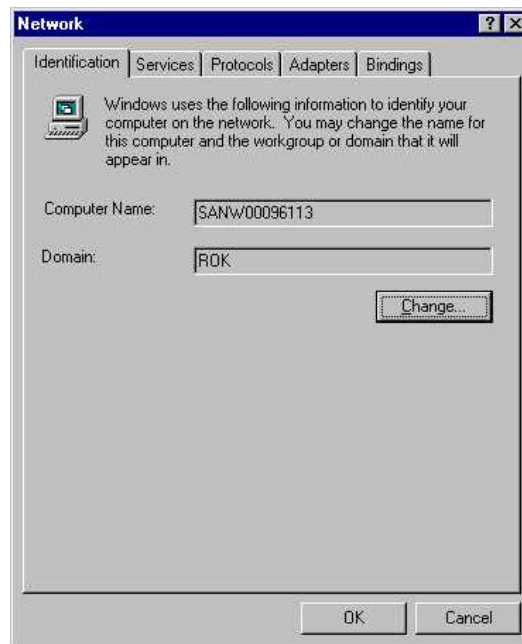 Network
Identification Services Protocols Adapters Bindings
Windows uses the following information to identify your
computer on the network. You may change the name for
this computer and the workgroup or domain that it will
appear in.
Computer Name: SANW00096113
Domain: ROK
Change...
OK Cancel